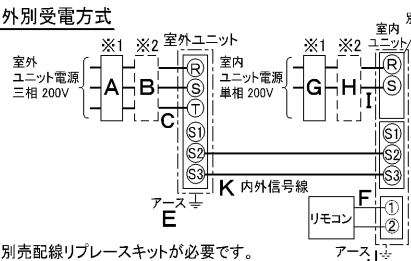 外別受電方式
※1
※2
室外ユニット
室外
ユニット電源
三相 200V
A
B
C
R
S
T
S1
S2
S3
アース
E
※1
※2
室内
ユニット
室内
ユニット電源
単相 200V
G
H
I
R
S
S1
S2
S3
K 内外信号線
F
リモコン
1
2
アース
別売配線リプレースキットが必要です。